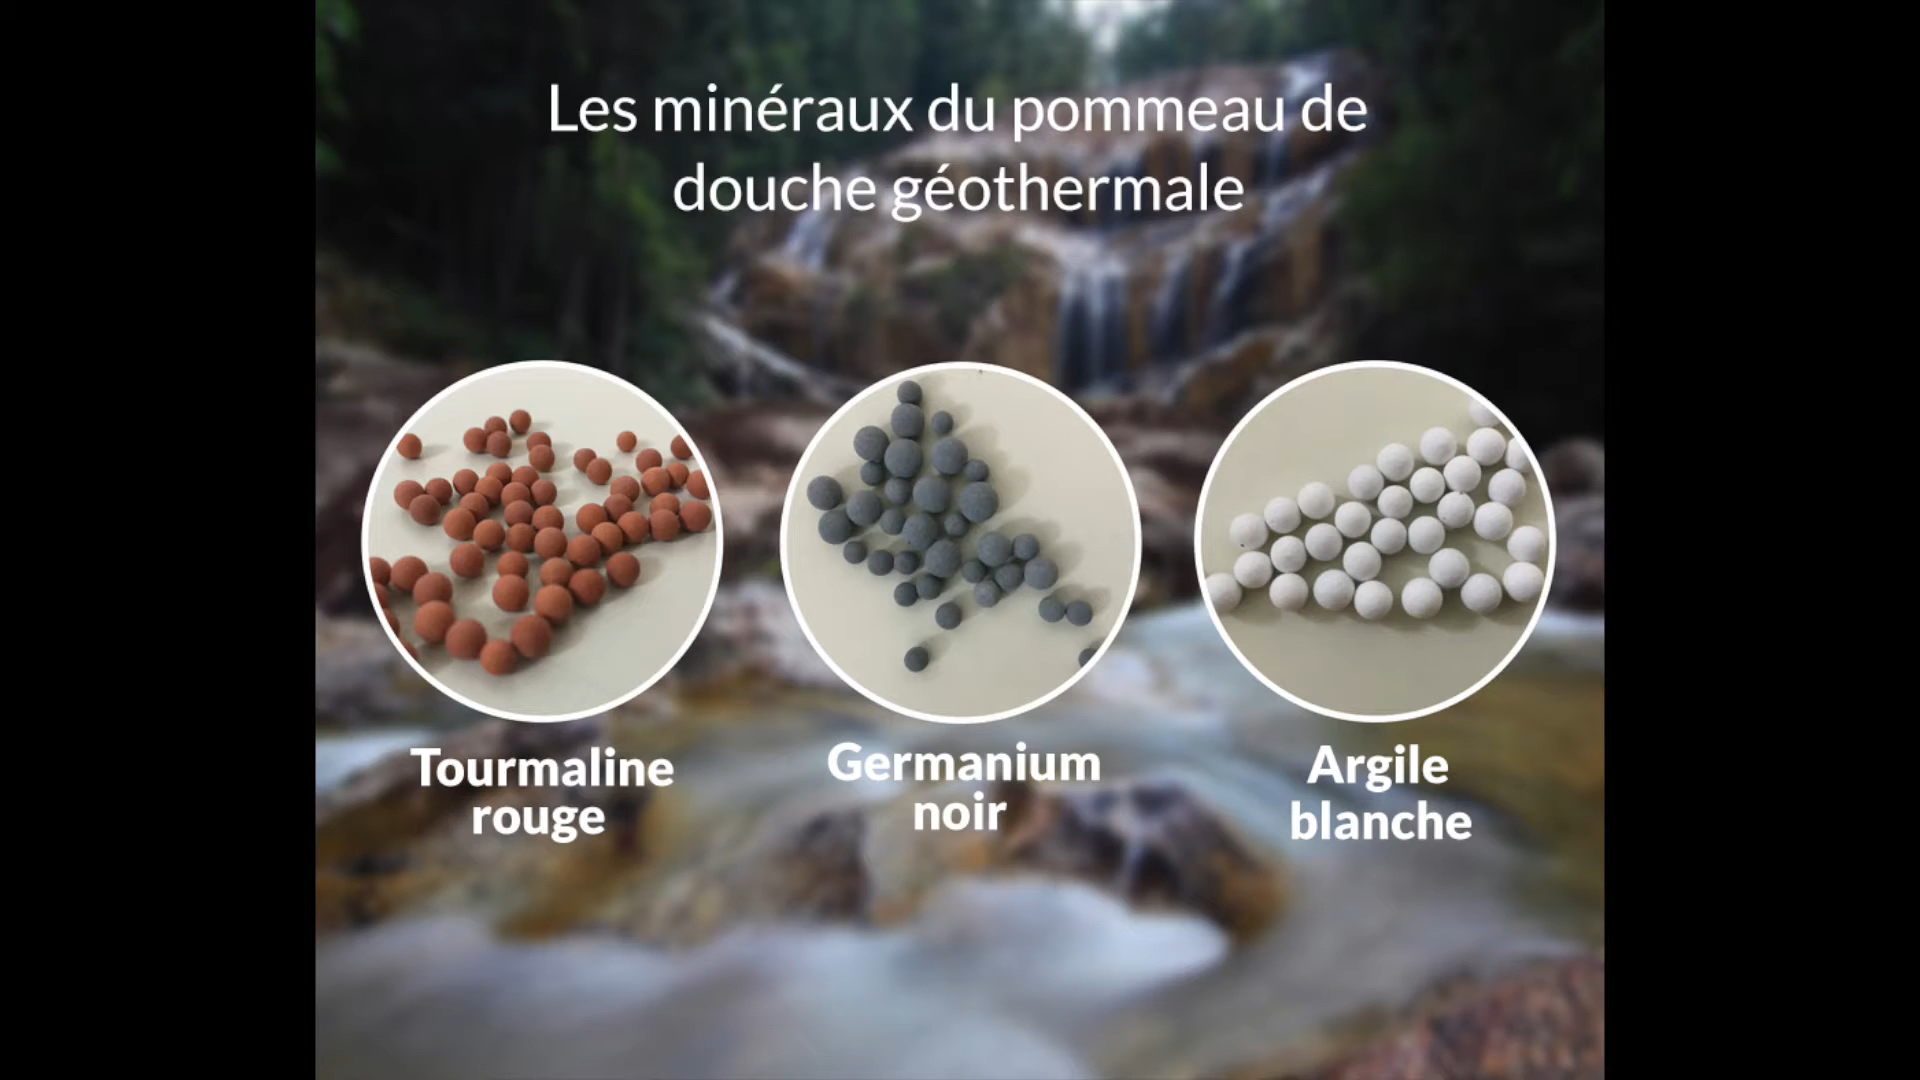 Les minéraux du pommeau de
douche géothermale
Tourmaline
rouge
Germanium
noir
Argile
blanche